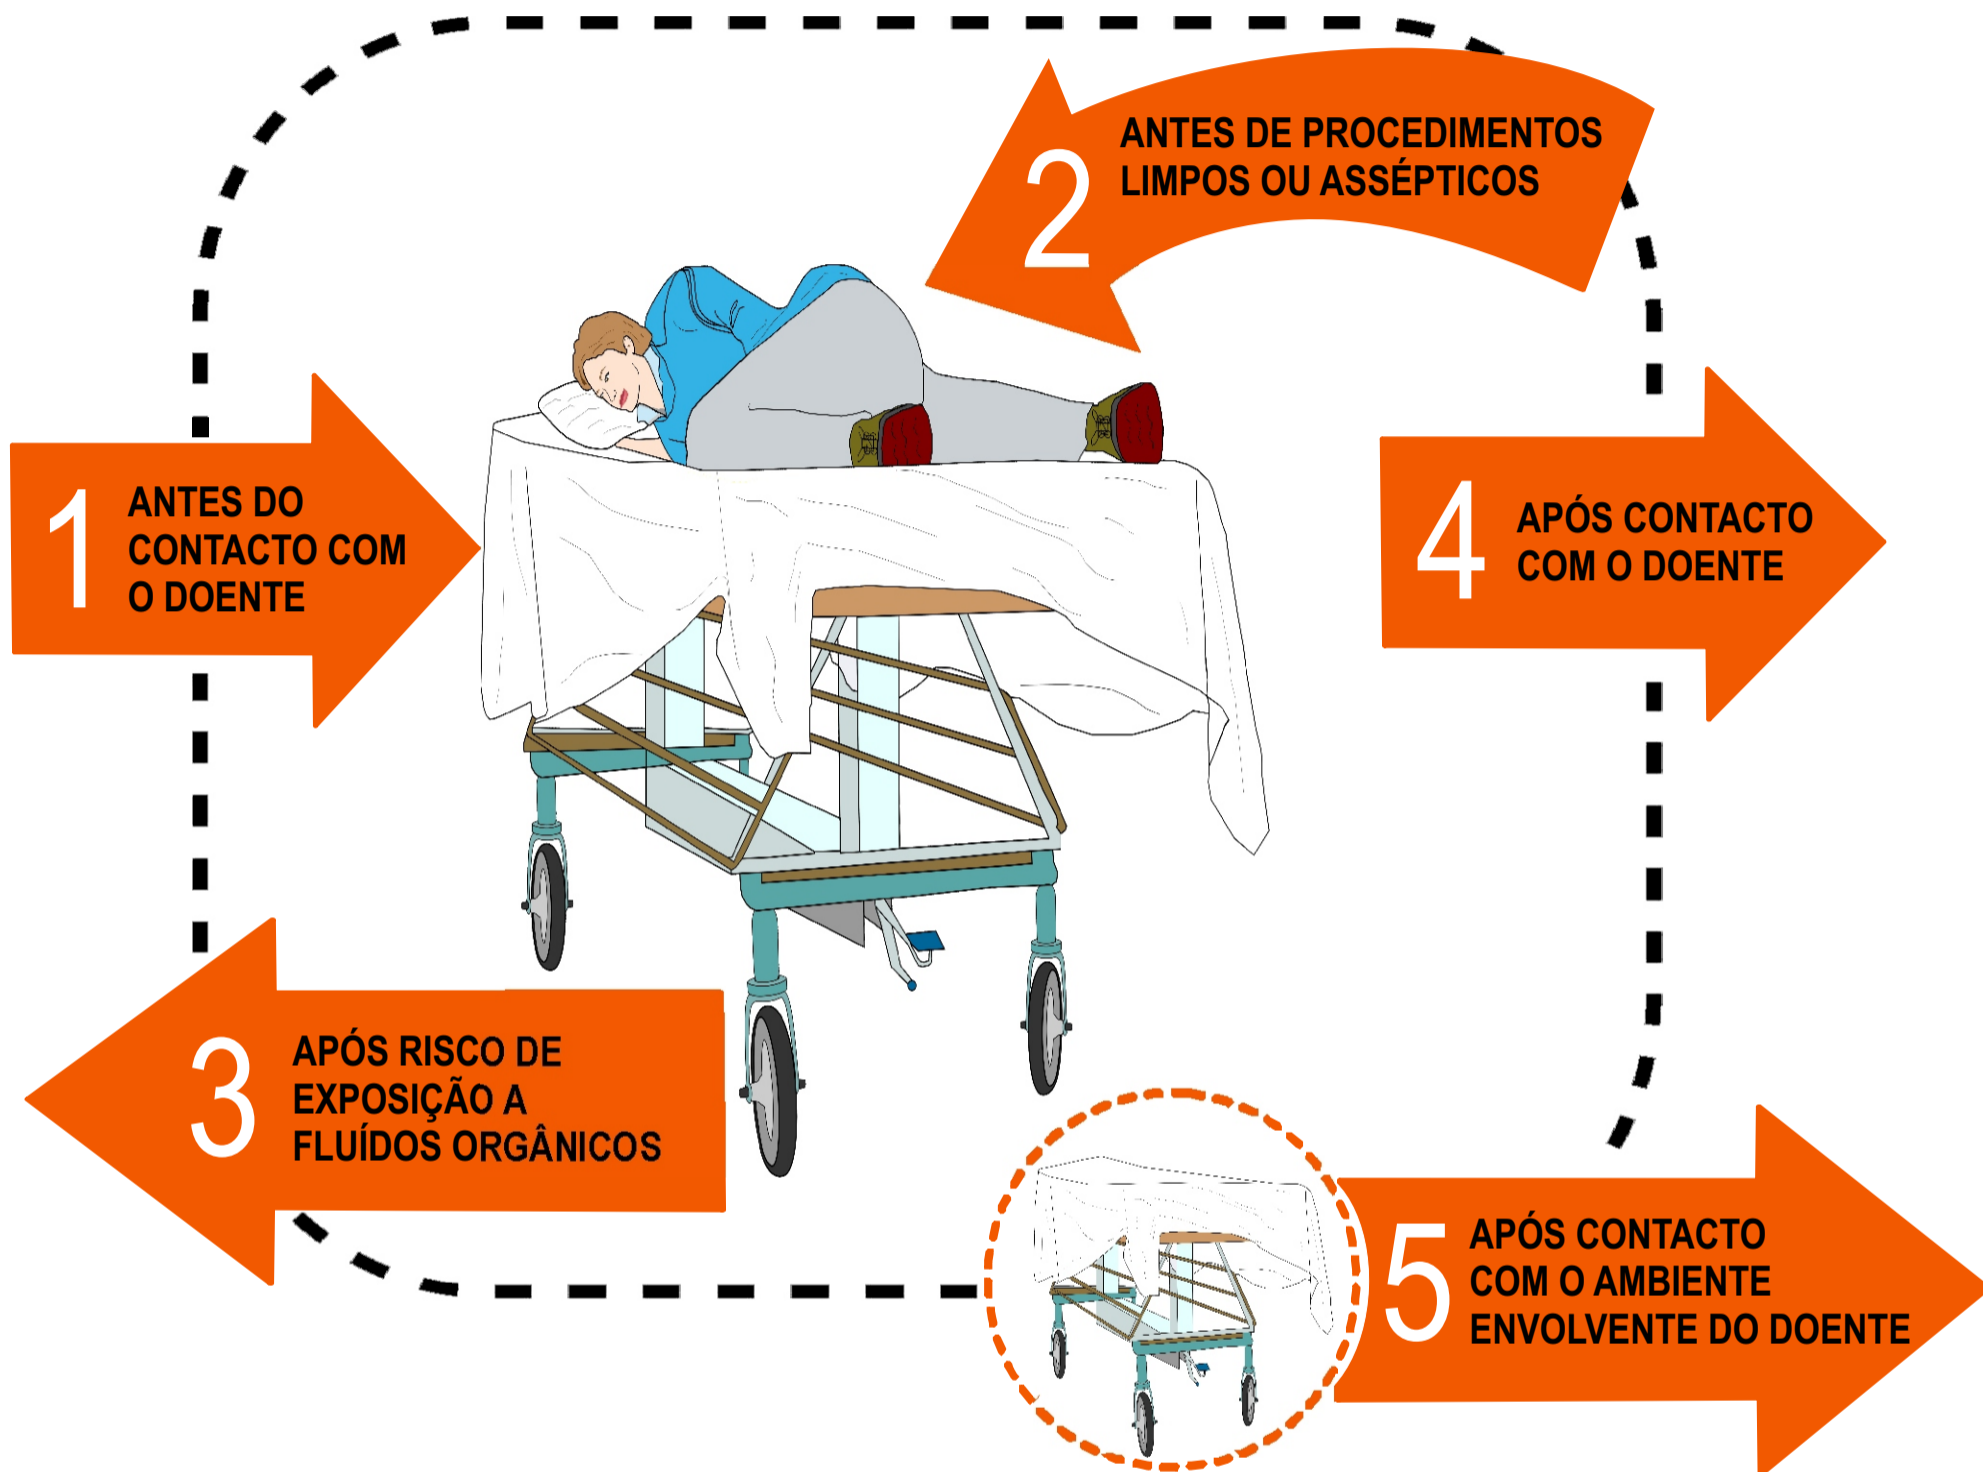 1
ANTES DO
CONTACTO COM
O DOENTE
2
ANTES DE PROCEDIMENTOS
LIMPOS OU ASSÉPTICOS
3
APÓS RISCO DE
EXPOSIÇÃO A
FLUÍDOS ORGÂNICOS
4
APÓS CONTACTO
COM O DOENTE
5
APÓS CONTACTO
COM O AMBIENTE
ENVOLVENTE DO DOENTE